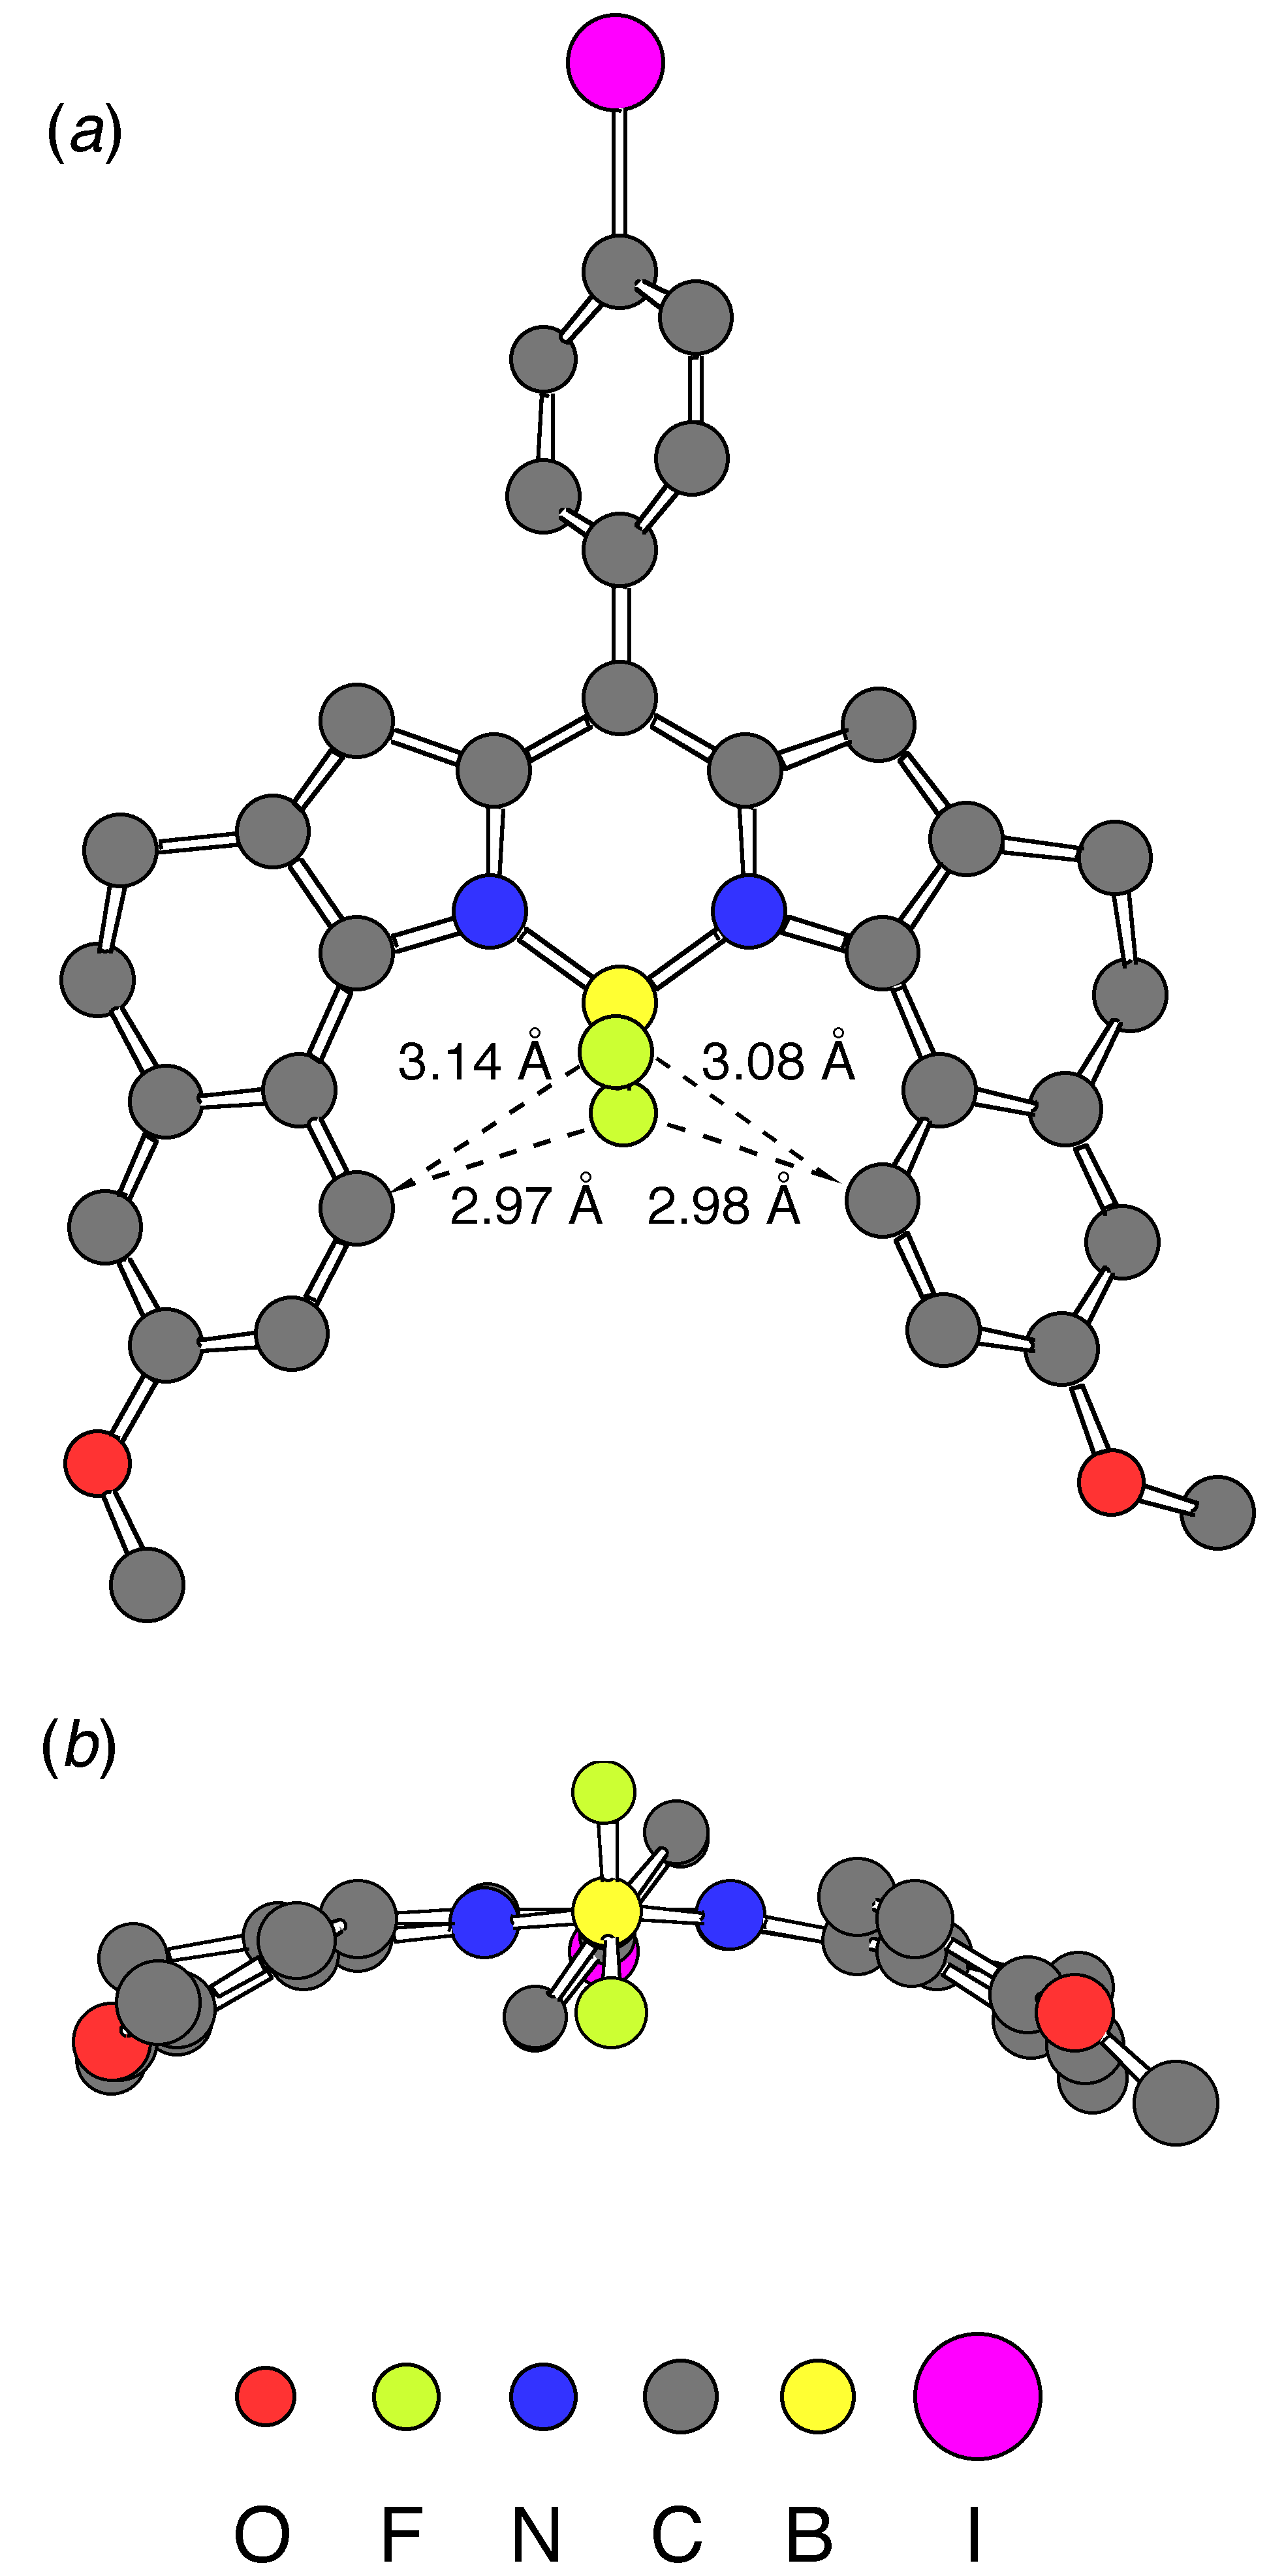 (a)
3.14 Å 3.08 Å
2.97 Å 2.98 Å
(b)
O F N C B I